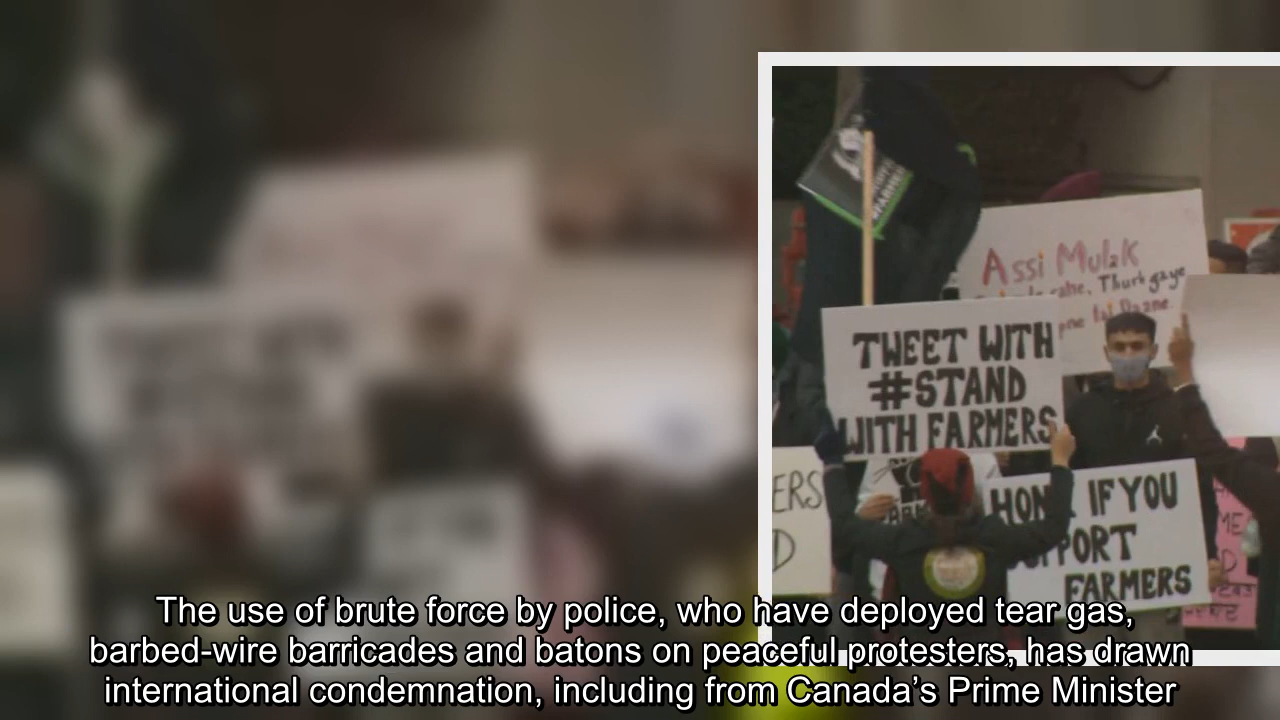 Assi Mulak
Thurh gaye
TWEET WITH
#STAND
WITH FARMERS
ERS
D
HON IF YOU
PORT
FARMERS
ME
D
The use of brute force by police, who have deployed tear gas,
barbed-wire barricades and batons on peaceful protesters, has drawn
international condemnation, including from Canada’s Prime Minister